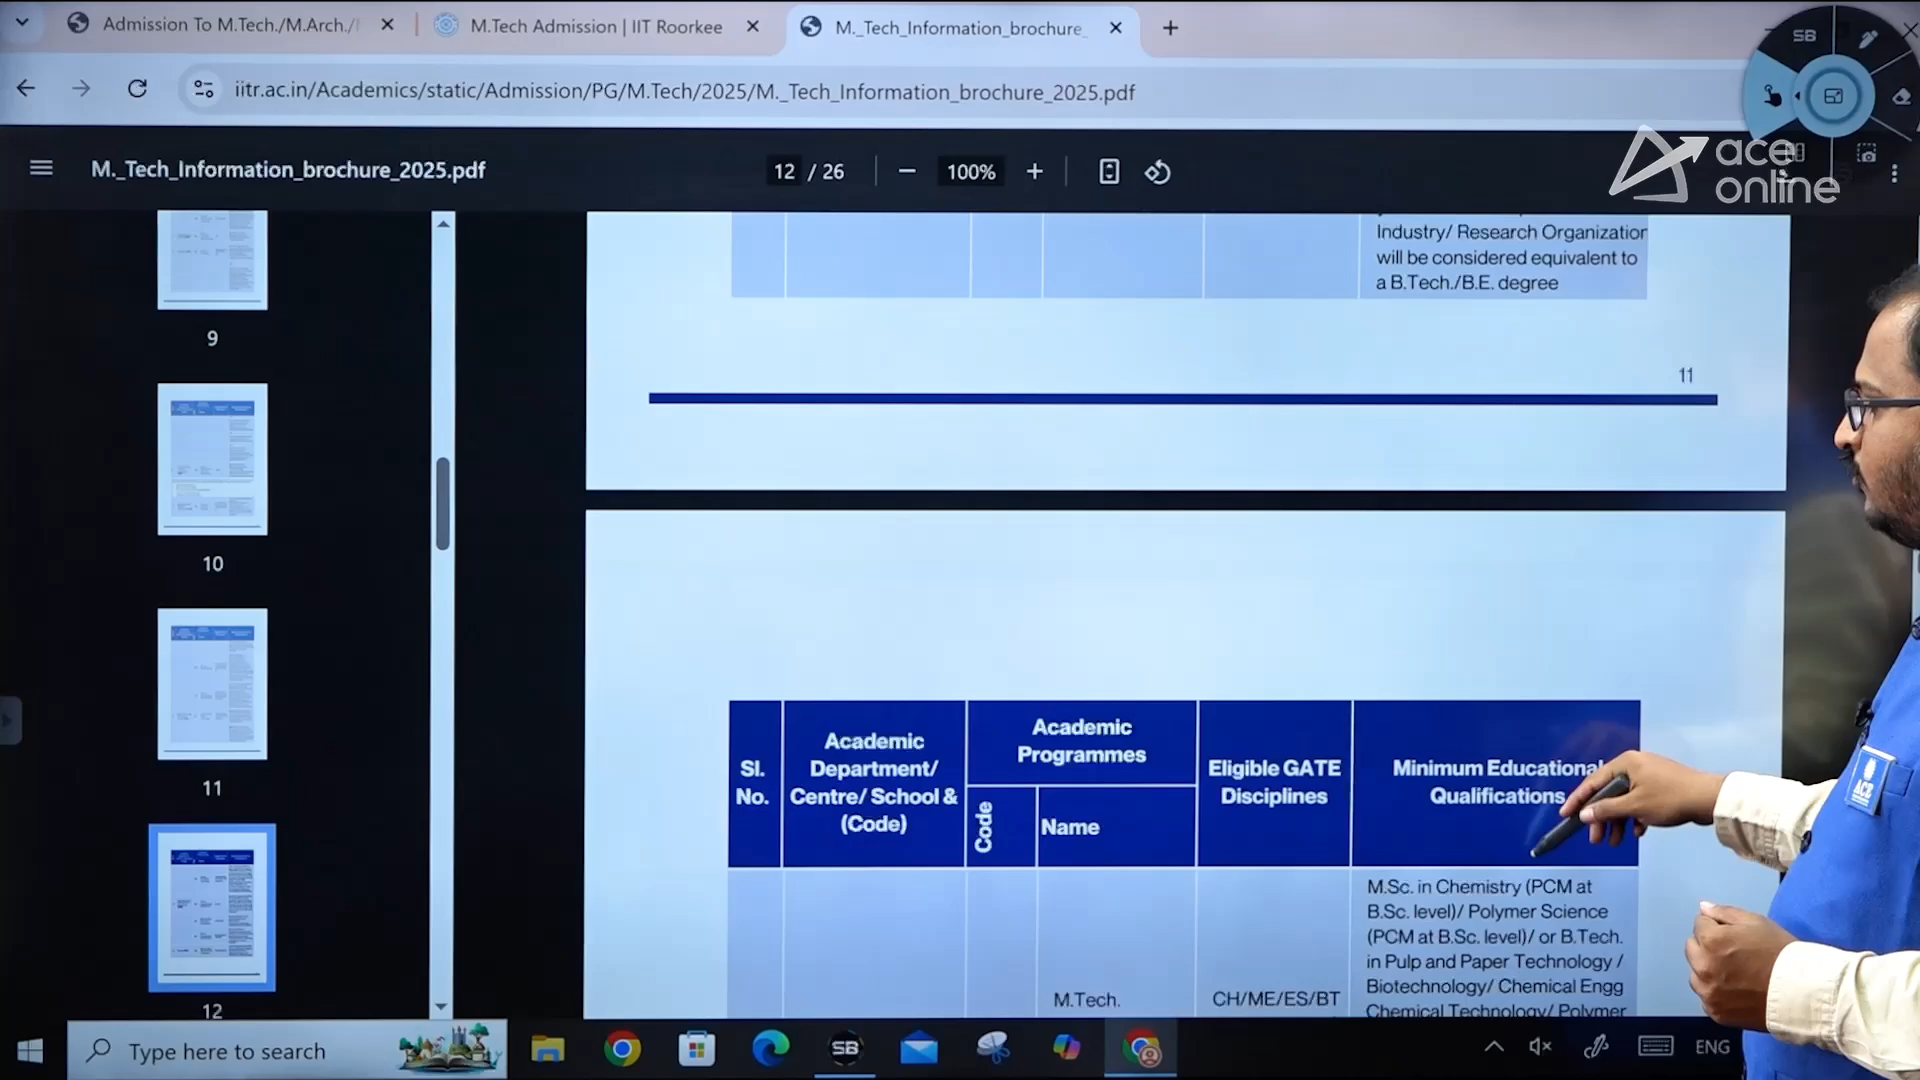 Admission To M.Tech./M.Arch./
M.Tech Admission | IIT Roorkee
M._Tech_Information_brochure_
SB
iitr.ac.in/Academics/static/Admission/PG/M.Tech/2025/M._Tech_Information_brochure_2025.pdf
M._Tech_Information_brochure_2025.pdf
12 / 26
100%
ace
online
9
10
11
12
Industry/ Research Organization
will be considered equivalent to
a B.Tech./B.E. degree
11
Sl.
No.
Academic
Department/
Centre/ School &
(Code)
Academic
Programmes
Code
Name
Eligible GATE
Disciplines
Minimum Educational
Qualifications
M.Tech.
CH/ME/ES/BT
M.Sc. in Chemistry (PCM at
B.Sc. level)/ Polymer Science
(PCM at B.Sc. level)/ or B.Tech.
in Pulp and Paper Technology /
Biotechnology/ Chemical Engg
Chemical Technology/ Polymer
ACE
Type here to search
SB
ENG